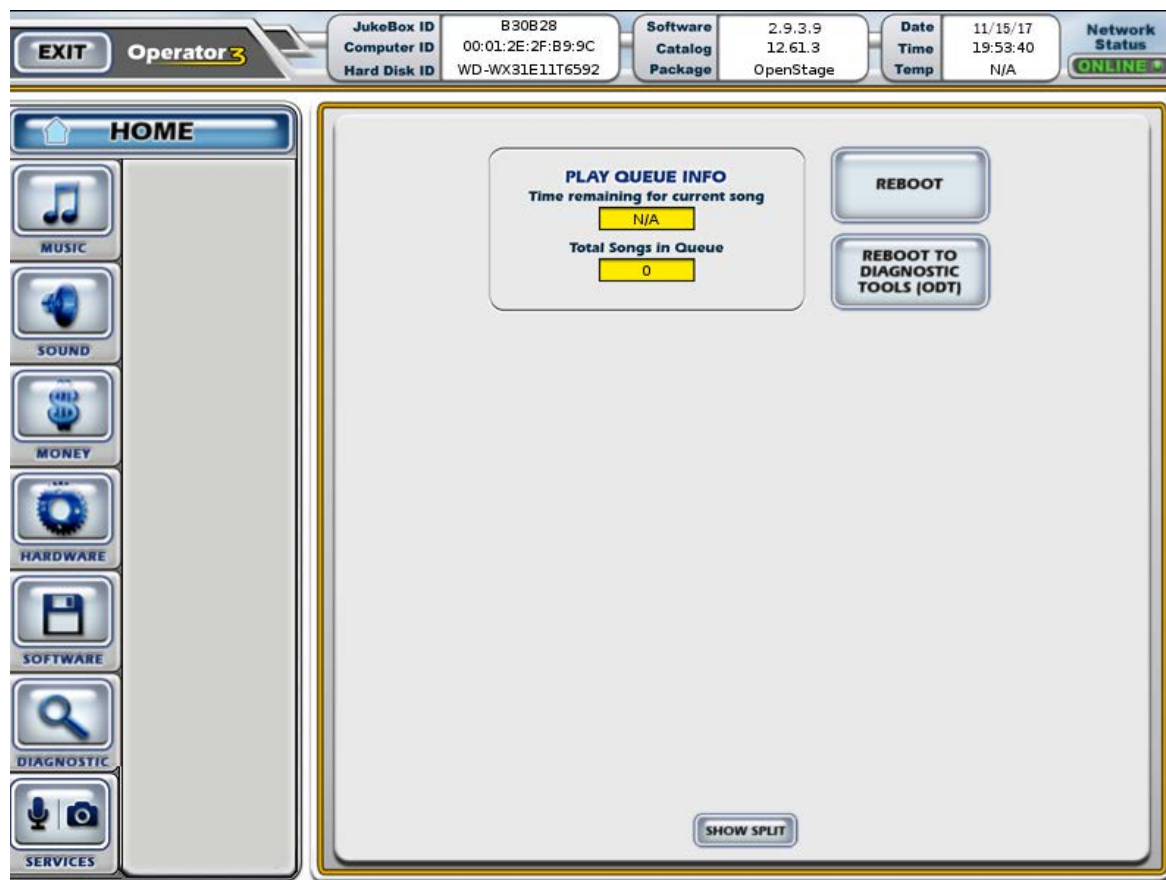 EXIT
Operator 3
JukeBox ID B30B28
Computer ID 00:01:2E:2F:B9:9C
Hard Disk ID WD-WX31E11T6592
Software 2.9.3.9
Catalog 12.61.3
Package OpenStage
Date 11/15/17
Time 19:53:40
Temp N/A
Network
Status
ONLINE
HOME
MUSIC
SOUND
MONEY
HARDWARE
SOFTWARE
DIAGNOSTIC
SERVICES
PLAY QUEUE INFO
Time remaining for current song
N/A
Total Songs in Queue
0
REBOOT
REBOOT TO
DIAGNOSTIC
TOOLS (ODT)
SHOW SPLIT